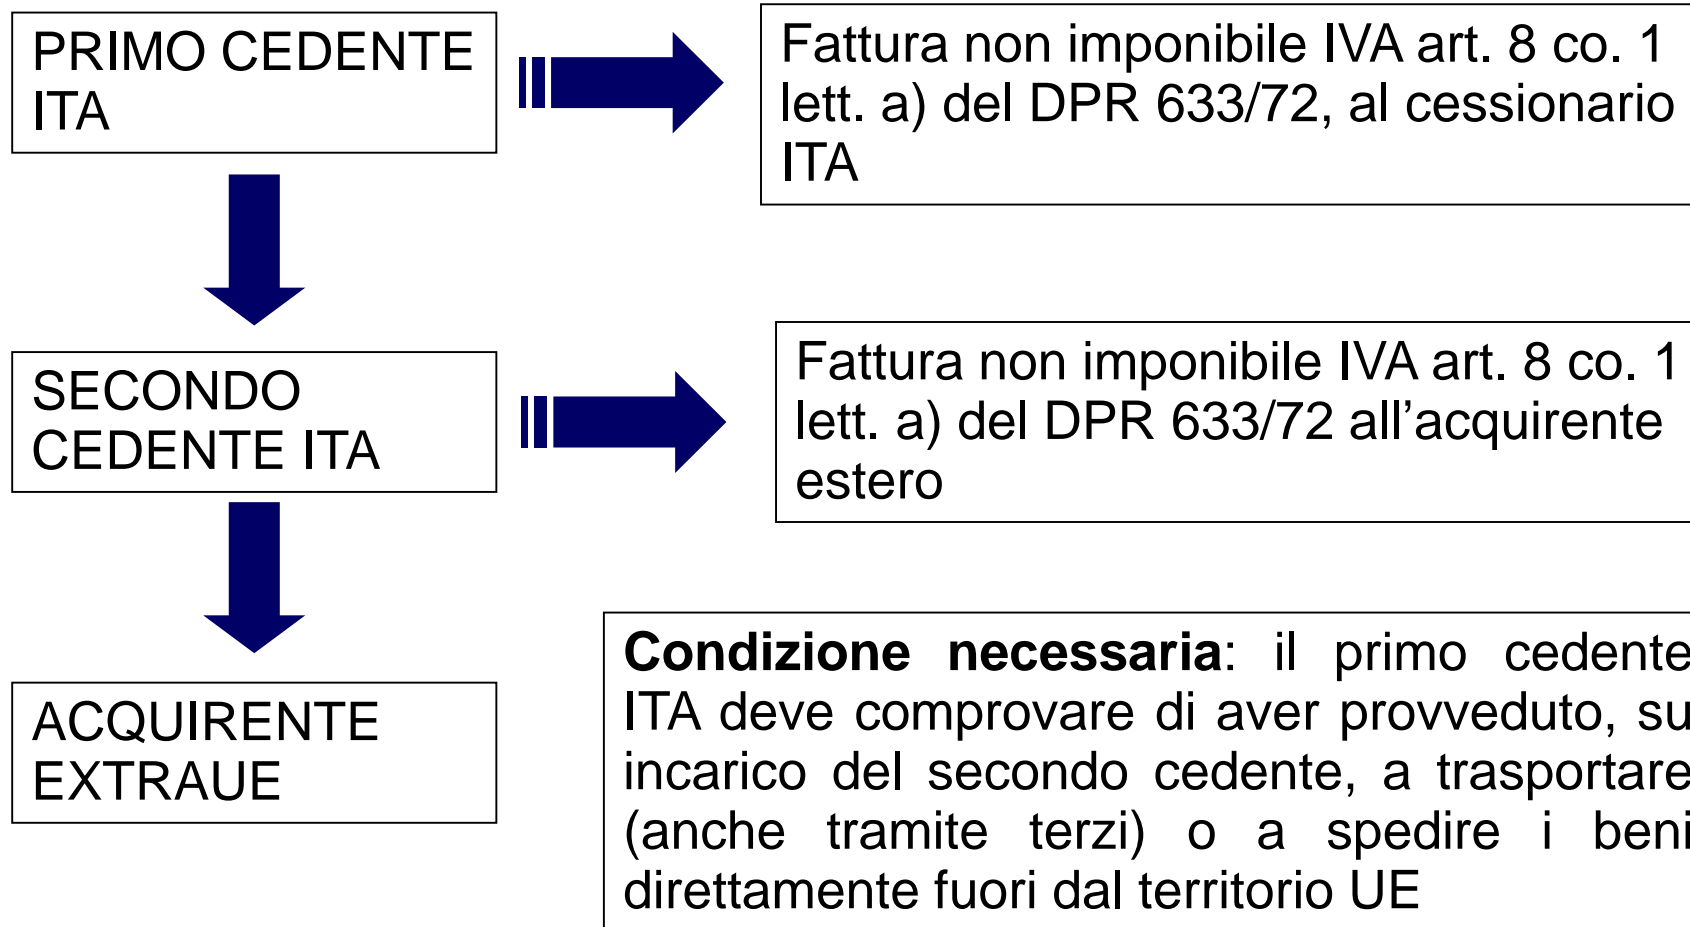 PRIMO CEDENTE
ITA
Fattura non imponibile IVA art. 8 co. 1
lett. a) del DPR 633/72, al cessionario
ITA
SECONDO
CEDENTE ITA
Fattura non imponibile IVA art. 8 co. 1
lett. a) del DPR 633/72 all’acquirente
estero
ACQUIRENTE
EXTRAUE
Condizione necessaria: il primo cedente
ITA deve comprovare di aver provveduto, su
incarico del secondo cedente, a trasportare
(anche tramite terzi) o a spedire i beni
direttamente fuori dal territorio UE